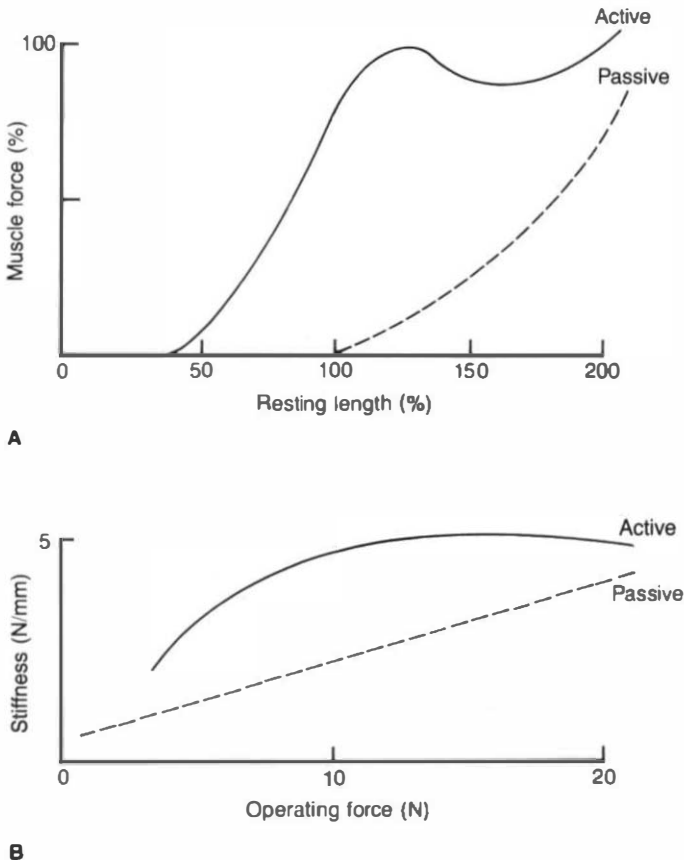 Active
100
Passive
Muscle force (%)
0 50 100 150 200
Resting length (%)
A
Active
5
Passive
Stiffness (N/mm)
0 10 20
Operating force (N)
B